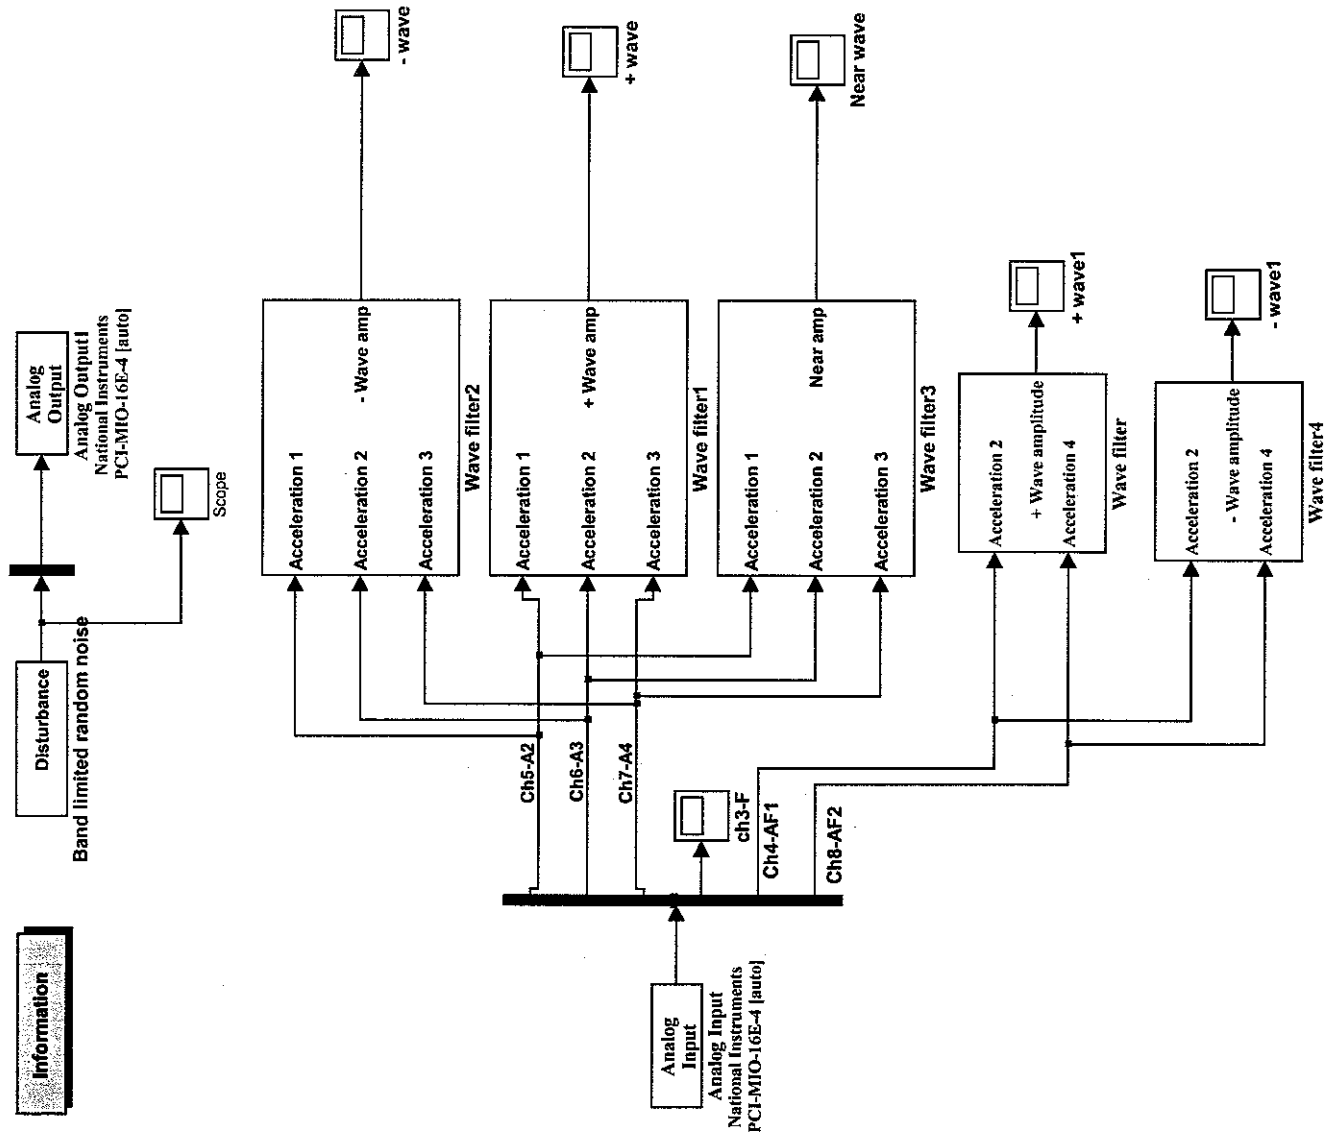 Information
Disturbance
Band limited random noise
Analog
Output
Analog Output1
National Instruments
PCI-MIO-16E-4 [auto]
Scope
Analog
Input
Analog Input
National Instruments
PCI-MIO-16E-4 [auto]
Ch5-A2
Ch6-A3
Ch7-A4
ch3-F
Ch4-AF1
Ch8-AF2
Acceleration 1
Acceleration 2
- Wave amp
Acceleration 3
Wave filter2
- wave
Acceleration 1
Acceleration 2
+ Wave amp
Acceleration 3
Wave filter1
+ wave
Acceleration 1
Acceleration 2
Near amp
Acceleration 3
Wave filter3
Near wave
Acceleration 2
+ Wave amplitude
Acceleration 4
Wave filter
+ wave1
Acceleration 2
- Wave amplitude
Acceleration 4
Wave filter4
- wave1